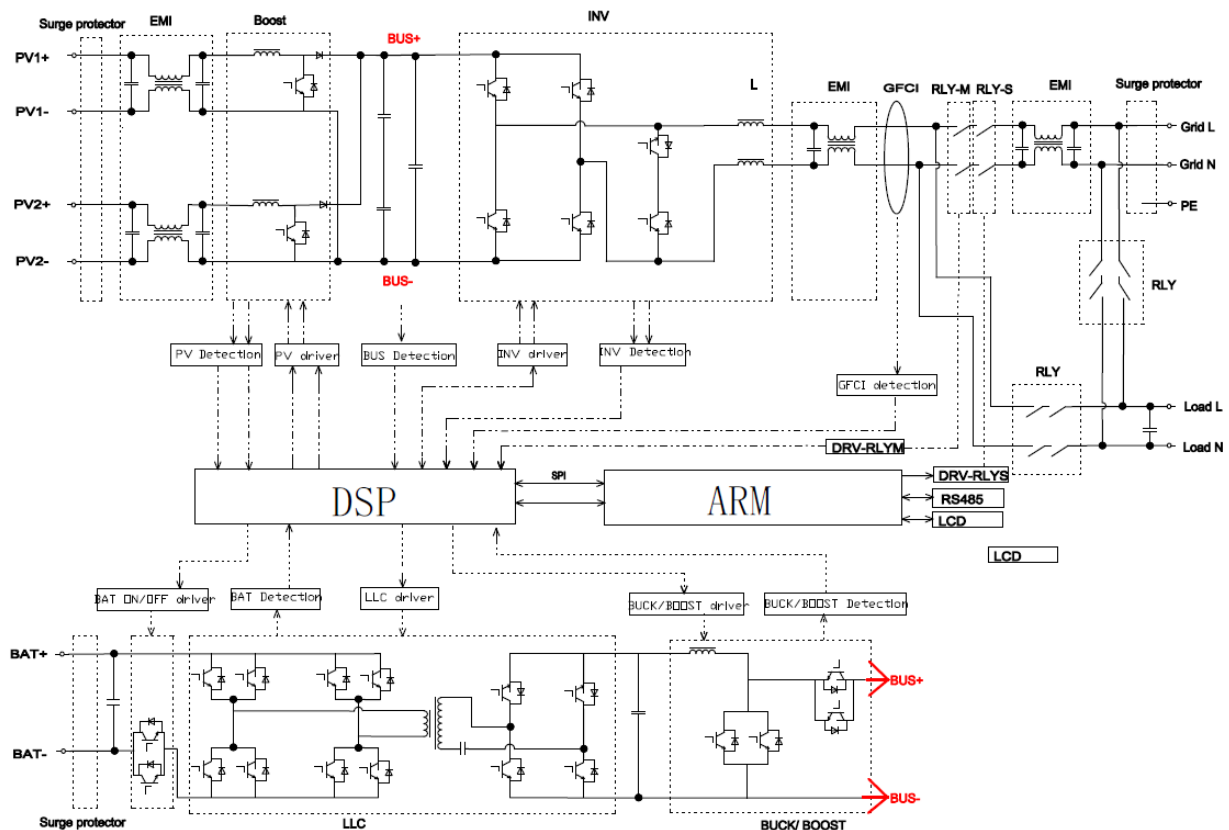 Surge protector
EMI
Boost
INV
PV1+
BUS+
PV1-
L
EMI
GFCI
RLY-M
RLY-S
EMI
Surge protector
Grid L
Grid N
PE
PV2+
PV2-
BUS-
RLY
PV Detection
PV driver
BUS Detection
INV driver
INV Detection
GFCI detection
RLY
Load L
Load N
DRV-RLYM
DSP
SPI
ARM
DRV-RLYS
RS485
LCD
LCD
BAT ON/OFF driver
BAT Detection
LLC driver
BUCK/BOOST driver
BUCK/BOOST Detection
BAT+
BUS+
BAT-
BUS-
Surge protector
LLC
BUCK/ BOOST